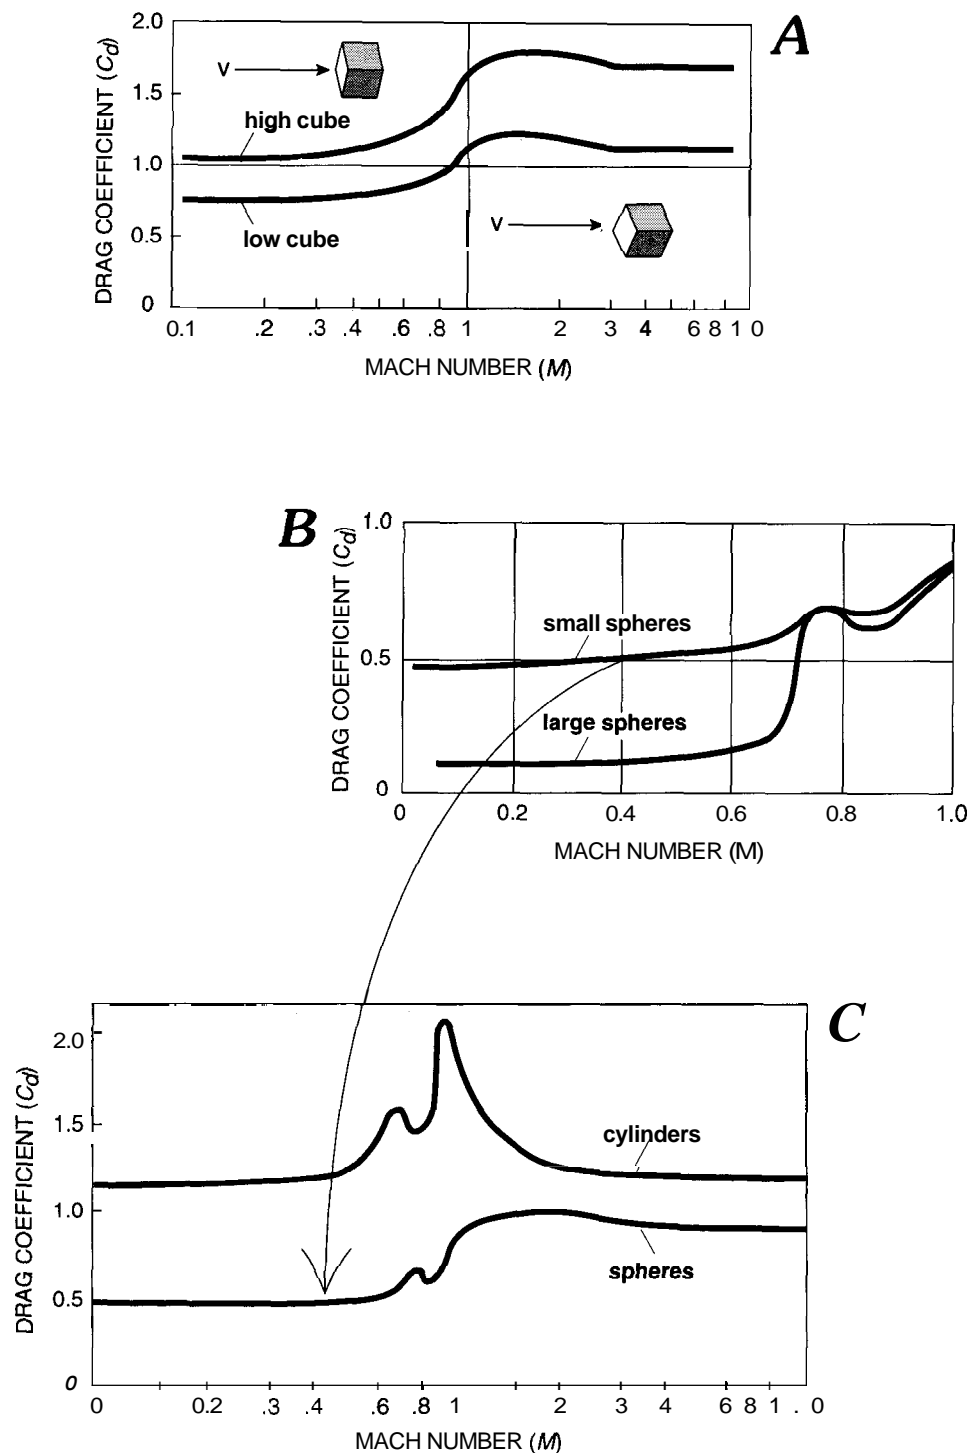 A
DRAG COEFFICIENT (Cd)
2.0
1.5
1.0
0.5
0
V
high cube
low cube
V
0.1 .2 .3 .4 .6 .8 1 2 3 4 6 8 1 0
MACH NUMBER (M)
B
DRAG COEFFICIENT (Cd)
1.0
0.5
0
small spheres
large spheres
0 0.2 0.4 0.6 0.8 1.0
MACH NUMBER (M)
C
DRAG COEFFICIENT (Cd)
2.0
1.5
1.0
0.5
0
cylinders
spheres
0 0.2 .3 .4 .6 .8 1 2 3 4 6 8 1 . 0
MACH NUMBER (M)